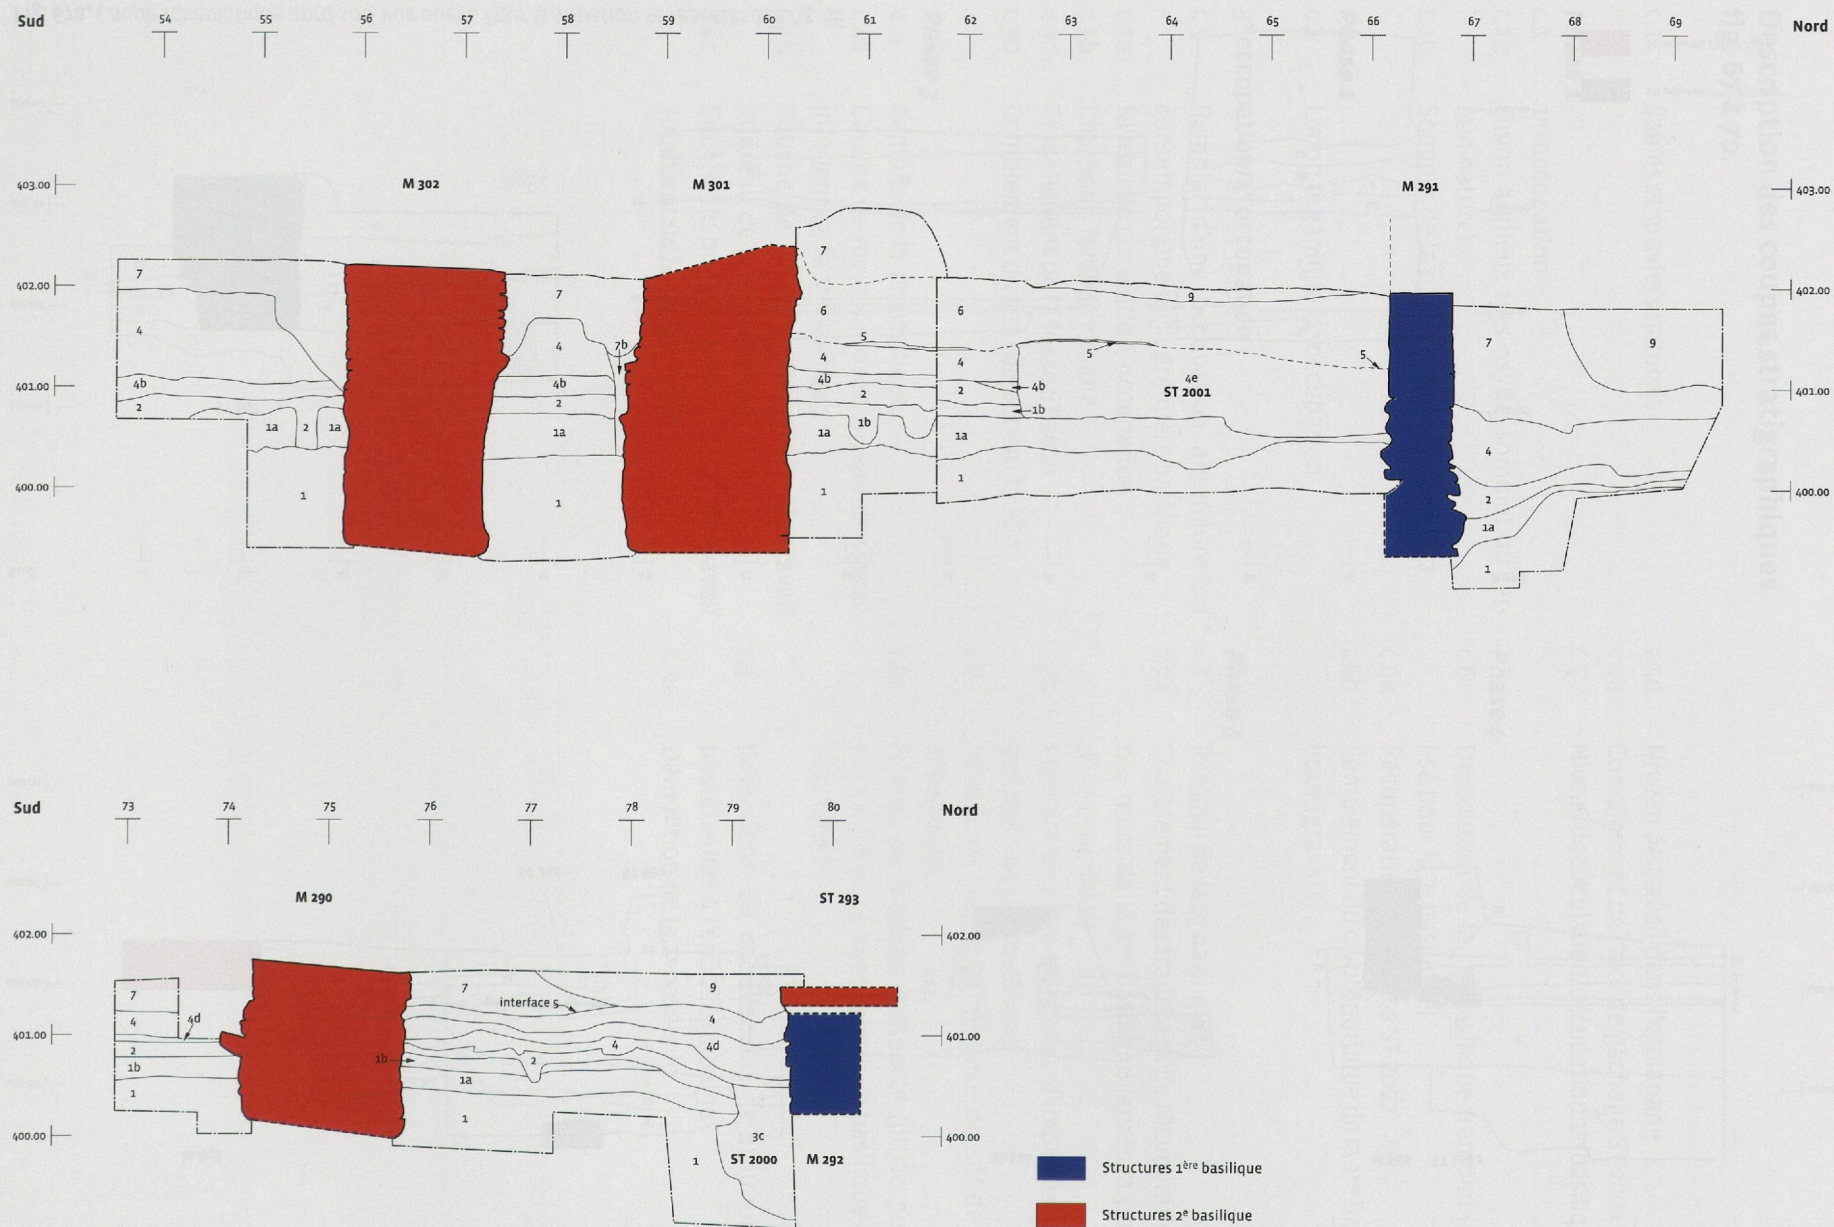 Sud 54 55 56 57 58 59 60 61 62 63 64 65 66 67 68 69 Nord
403.00 M 302 M 301 M 291 403.00
7
7
402.00 7 402.00
9
4 6 6
5 7 9
4 7b 4 4 5 5
401.00 4b 4b 4b 2 4b 4e 401.00
2 2 2 1b ST 2001
1a 2 1a 1a 1a 1b 1a 4
400.00 1 1 1 1 2 400.00
1a
1
Sud 73 74 75 76 77 78 79 80 Nord
M 290 ST 293
402.00 402.00
7 7 interface 5 9
4 4d 4
401.00 401.00
2 1b 2 4 4d
1b 1a
1 1
400.00 400.00
3c
1 ST 2000 M 292
Structures 1ère basilique
Structures 2e basilique